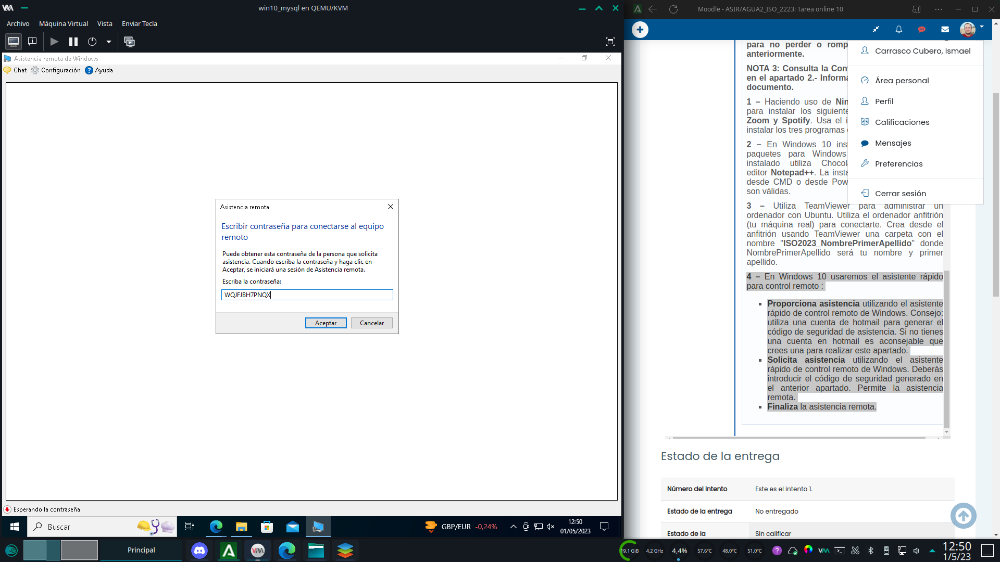 win10_mysql en QEMU/KVM
Archivo Máquina Virtual Vista Enviar Tecla
Asistencia remota de Windows
Chat Configuración Ayuda
Asistencia remota
Escribir contraseña para conectarse al equipo
remoto
Puede obtener esta contraseña de la persona que solicita
asistencia. Cuando escriba la contraseña y haga clic en
Aceptar, se iniciará una sesión de Asistencia remota.
Escriba la contraseña:
WQJFJBH7PNQX
Aceptar Cancelar
Esperando la contraseña
Buscar
GBP/EUR -0,24%
12:50
01/05/2023
Moodle - ASIR/AGUA2_ISO_2223: Tarea online 10
para no perder o romp
anteriormente.
NOTA 3: Consulta la Con
en el apartado 2.- Informa
documento.
1 – Haciendo uso de Nin
para instalar los siguiente
Zoom y Spotify. Usa el i
instalar los tres programas
2 – En Windows 10 inst
paquetes para Windows
instalado utiliza Chocol
editor Notepad++. La insta
desde CMD o desde Pow
son válidas.
3 – Utiliza TeamViewer para administrar un
ordenador con Ubuntu. Utiliza el ordenador anfitrión
(tu máquina real) para conectarte. Crea desde el
anfitrión usando TeamViewer una carpeta con el
nombre "ISO2023_NombrePrimerApellido" donde
NombrePrimerApellido será tu nombre y primer
apellido.
4 – En Windows 10 usaremos el asistente rápido
para control remoto :
Proporciona asistencia utilizando el asistente
rápido de control remoto de Windows. Consejo:
utiliza una cuenta de hotmail para generar el
código de seguridad de asistencia. Si no tienes
una cuenta en hotmail es aconsejable que
crees una para realizar este apartado.
Solicita asistencia utilizando el asistente
rápido de control remoto de Windows. Deberás
introducir el código de seguridad generado en
el anterior apartado. Permite la asistencia
remota.
Finaliza la asistencia remota.
Carrasco Cubero, Ismael
Área personal
Perfil
Calificaciones
Mensajes
Preferencias
Cerrar sesión
Estado de la entrega
Número del intento Este es el intento 1.
Estado de la entrega No entregado
Estado de la Sin calificar
Principal
19,1 GiB 4,2 GHz 4,4% 57,6°C 48,0°C 51,0°C
12:50
1/5/23